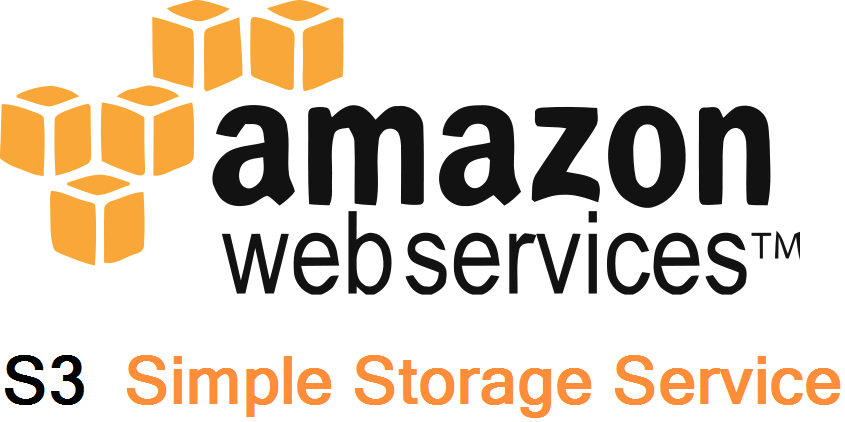 amazon
webservices™
S3 Simple Storage Service